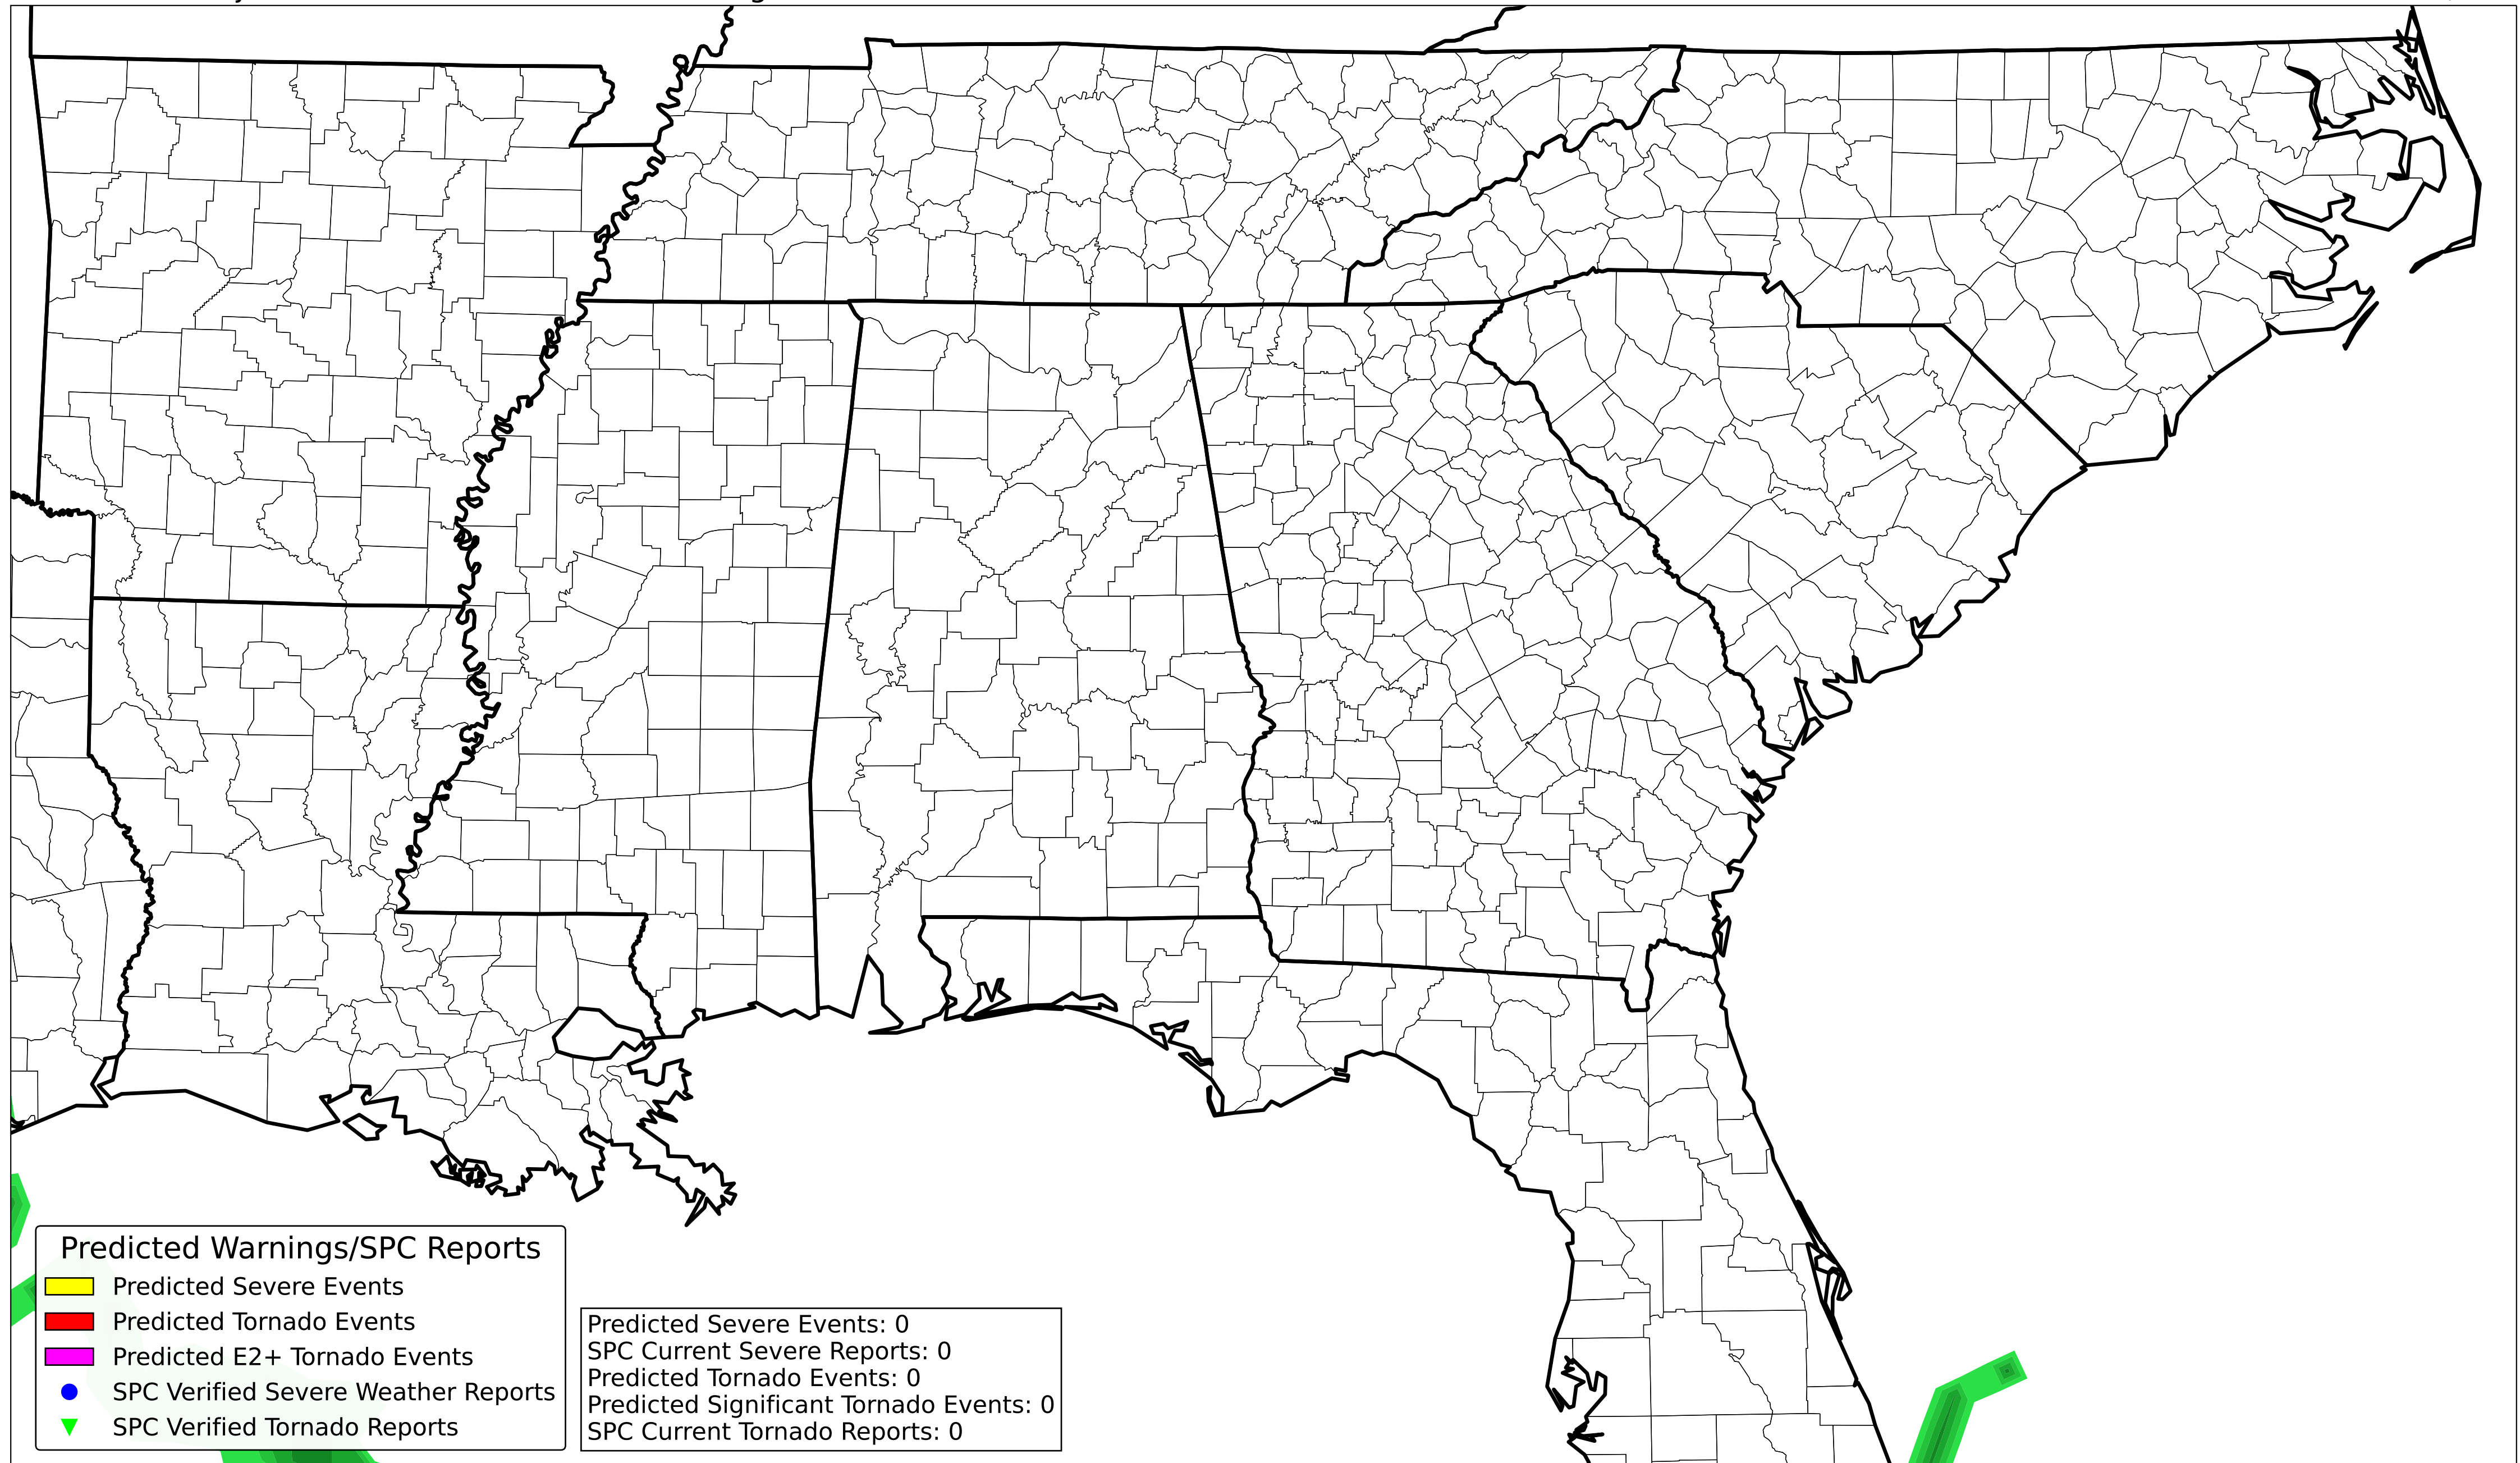 Predicted Warnings/SPC Reports
Predicted Severe Events
Predicted Tornado Events
Predicted E2+ Tornado Events
SPC Verified Severe Weather Reports
SPC Verified Tornado Reports
Predicted Severe Events: 0
SPC Current Severe Reports: 0
Predicted Tornado Events: 0
Predicted Significant Tornado Events: 0
SPC Current Tornado Reports: 0